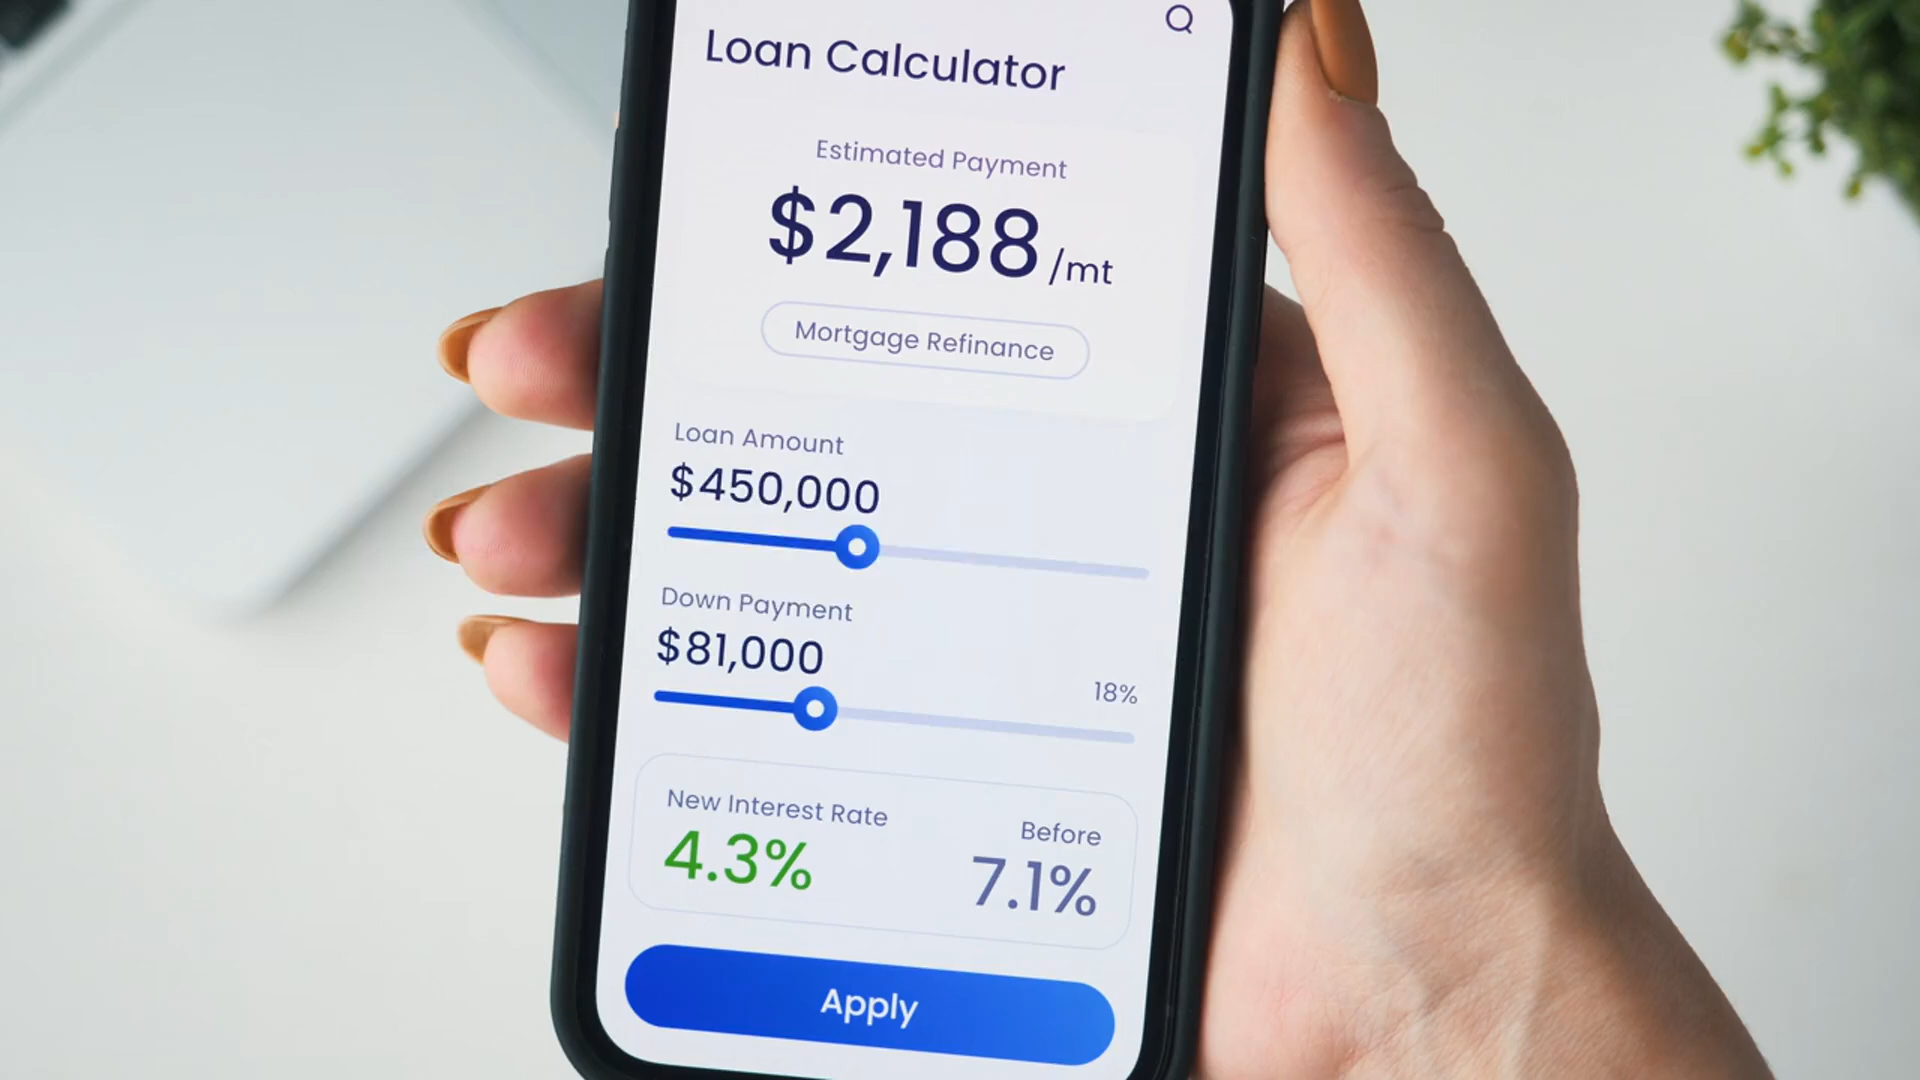 Loan Calculator
Estimated Payment
$2,188 /mt
Mortgage Refinance
Loan Amount
$450,000
Down Payment
$81,000
18%
New Interest Rate
Before
4.3%
7.1%
Apply